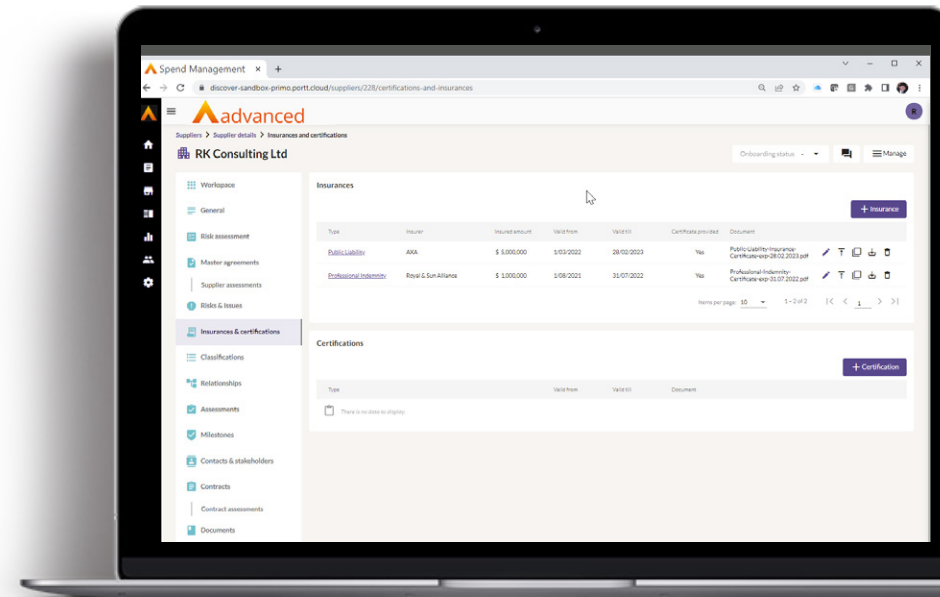 Spend Management × +
discover-sandbox-primo.portt.cloud/suppliers/228/certifications-and-insurances
advanced
R
Suppliers > Supplier details > Insurances and certifications
RK Consulting Ltd
Onboarding status -
Manage
Workspace
General
Risk assessment
Master agreements
Supplier assessments
Risks & Issues
Insurances & certifications
Classifications
Relationships
Assessments
Milestones
Contacts & stakeholders
Contracts
Contract assessments
Documents
Insurances
+ Insurance
Type Insurer Insured amount Valid from Valid till Certificate provided Document
Public Liability AXA $ 5,000,000 1/03/2022 28/02/2023 Yes Public-Liability-Insurance-
Certificate-exp-28.02.2023.pdf
Professional Indemnity Royal & Sun Alliance $ 1,000,000 1/08/2021 31/07/2022 Yes Professional-Indemnity-
Certificate-exp-31.07.2022.pdf
Items per page: 10 1 – 2 of 2 |< < 1 > >|
Certifications
+ Certification
Type Valid from Valid till Document
There is no data to display